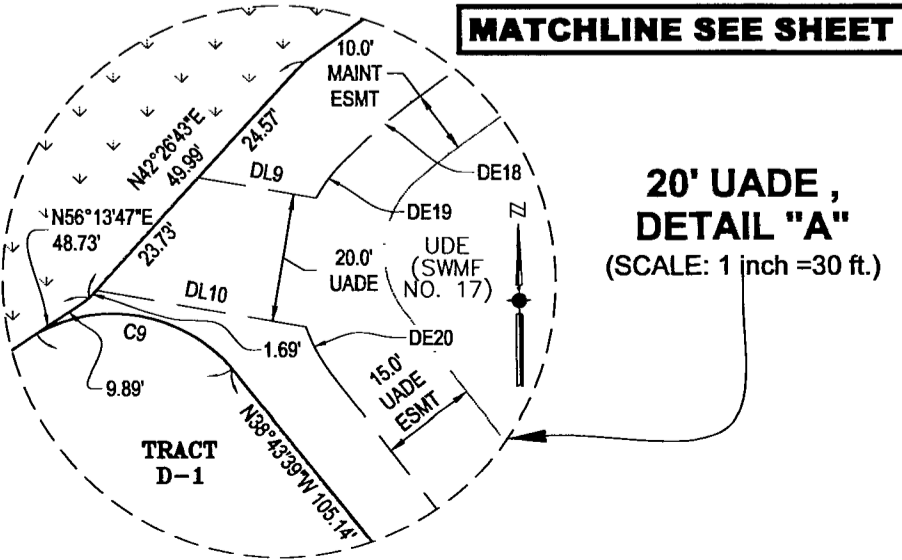 MATCHLINE SEE SHEET
10.0'
MAINT
ESMT
N42°26'43"E
49.99'
24.57'
DL9
DE18
DE19
N56°13'47"E
48.73'
23.73'
20.0'
UADE
UDE
(SWMF
NO. 17)
N
20' UADE ,
DETAIL "A"
(SCALE: 1 inch =30 ft.)
DL10
C9
1.69'
DE20
9.89'
15.0'
UADE
ESMT
TRACT
D-1
N38°43'39"W 105.14'